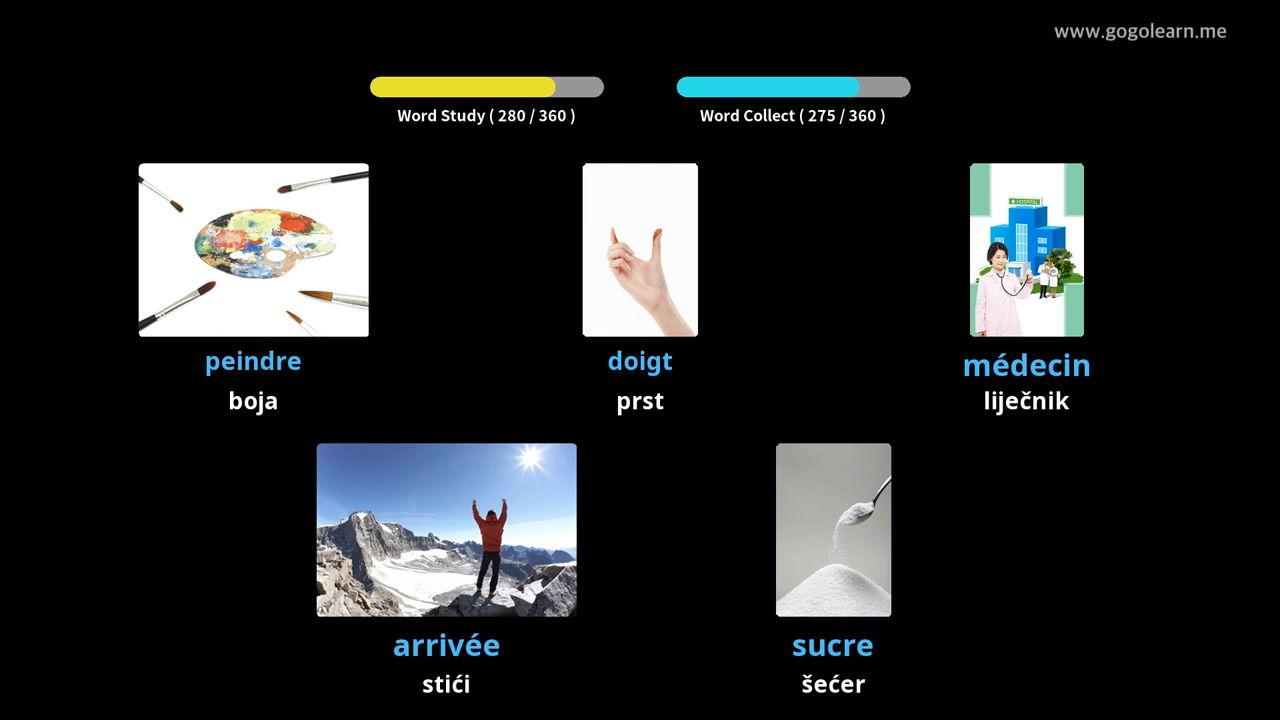 www.gogolearn.me
Word Study ( 280 / 360 )
Word Collect ( 275 / 360 )
HOSPITAL
peindre
boja
doigt
prst
médecin
liječnik
arrivée
stići
sucre
šećer